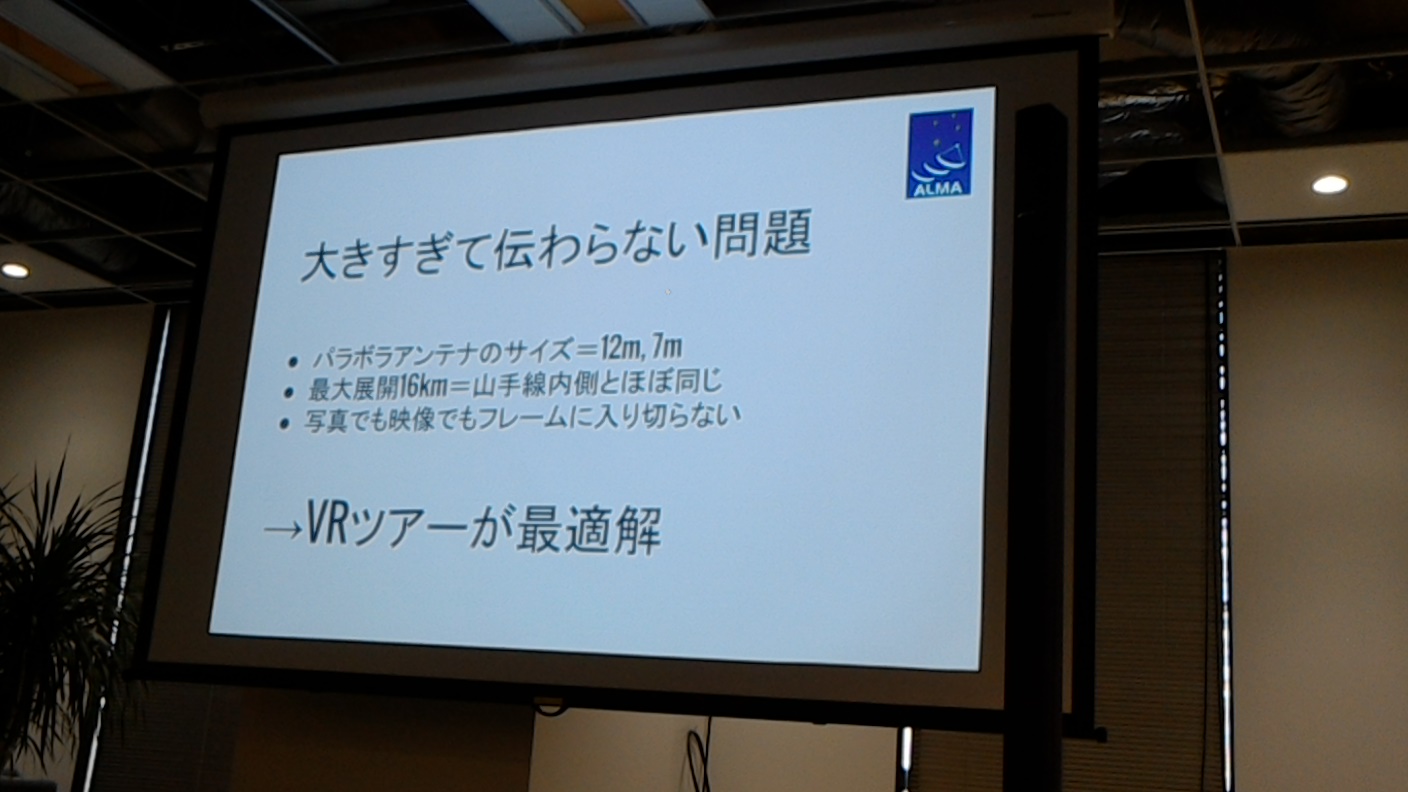 ALMA
大きすぎて伝わらない問題
● パラボラアンテナのサイズ＝12m, 7m
● 最大展開16km＝山手線内側とほぼ同じ
● 写真でも映像でもフレームに入り切らない
→VRツアーが最適解